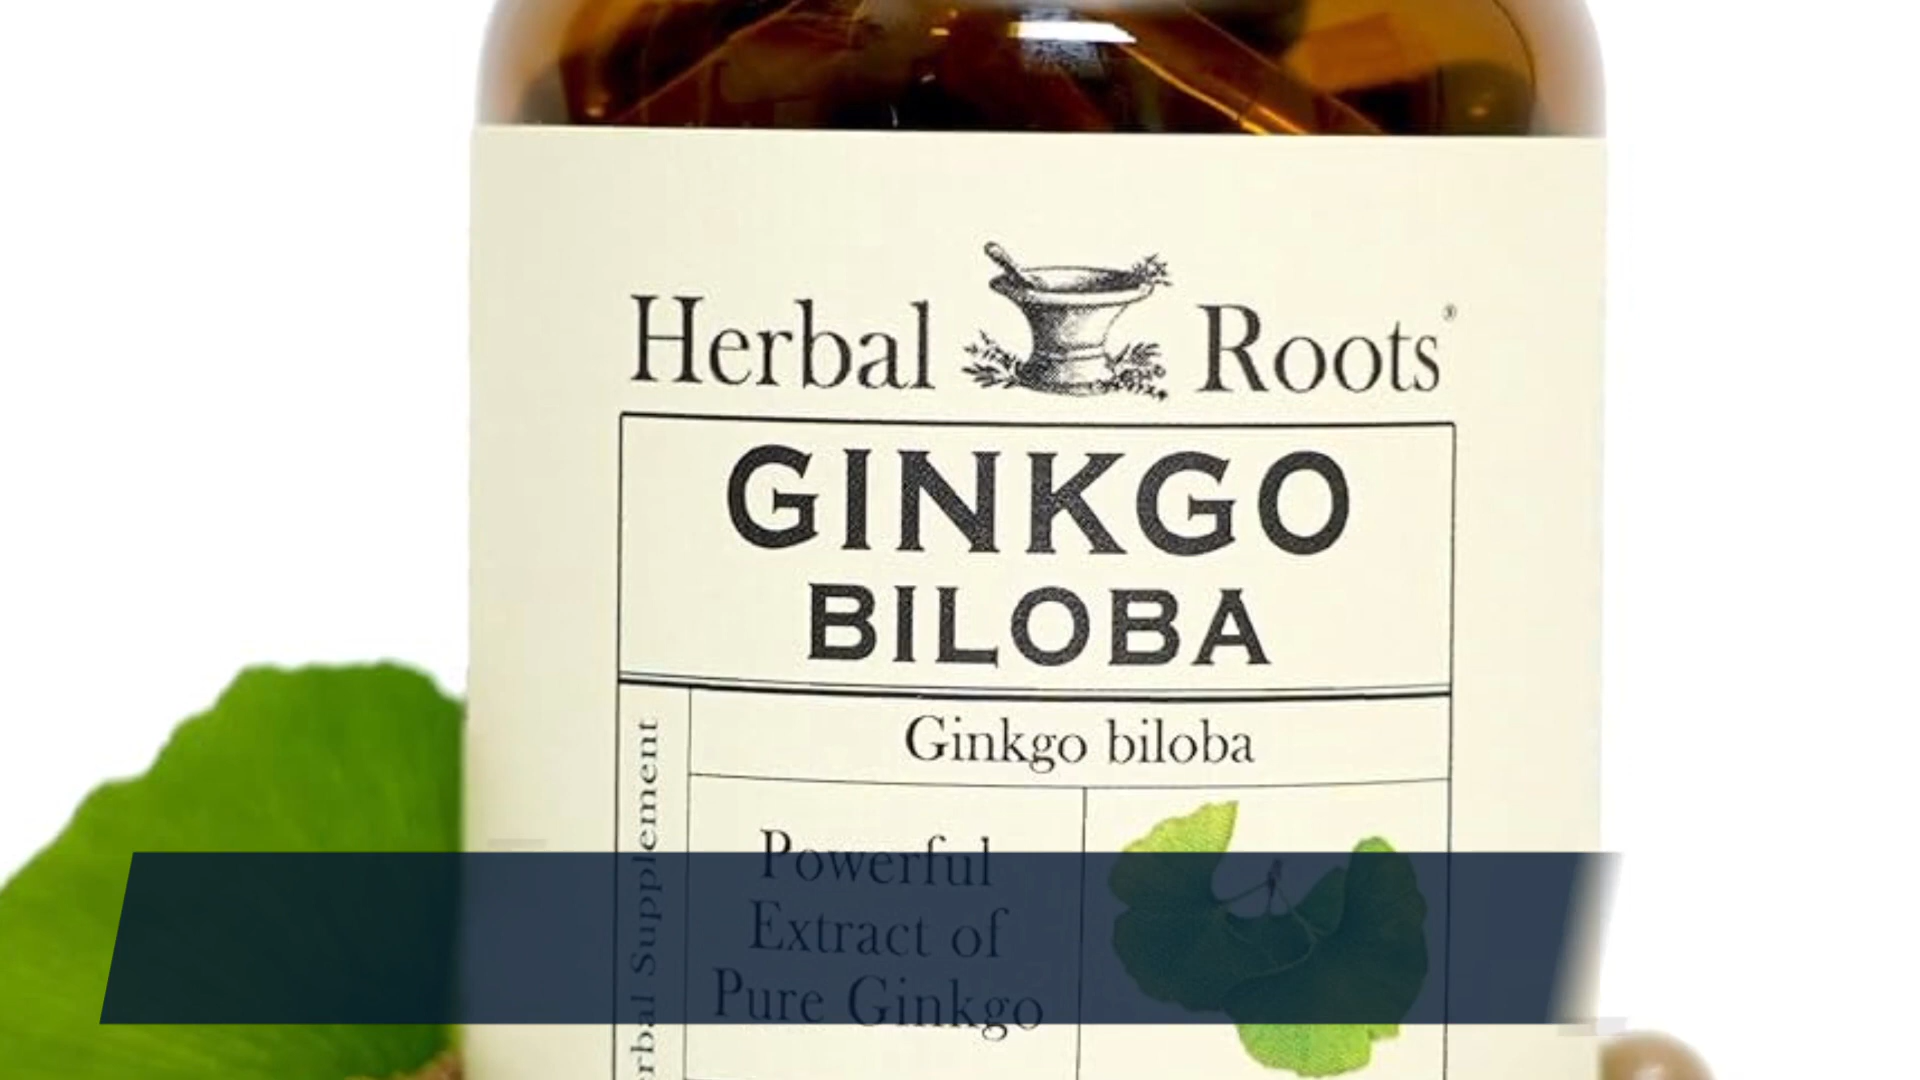 Herbal Roots®
GINKGO
BILOBA
Ginkgo biloba
Herbal Supplement
Powerful
Extract of
Pure Ginkgo